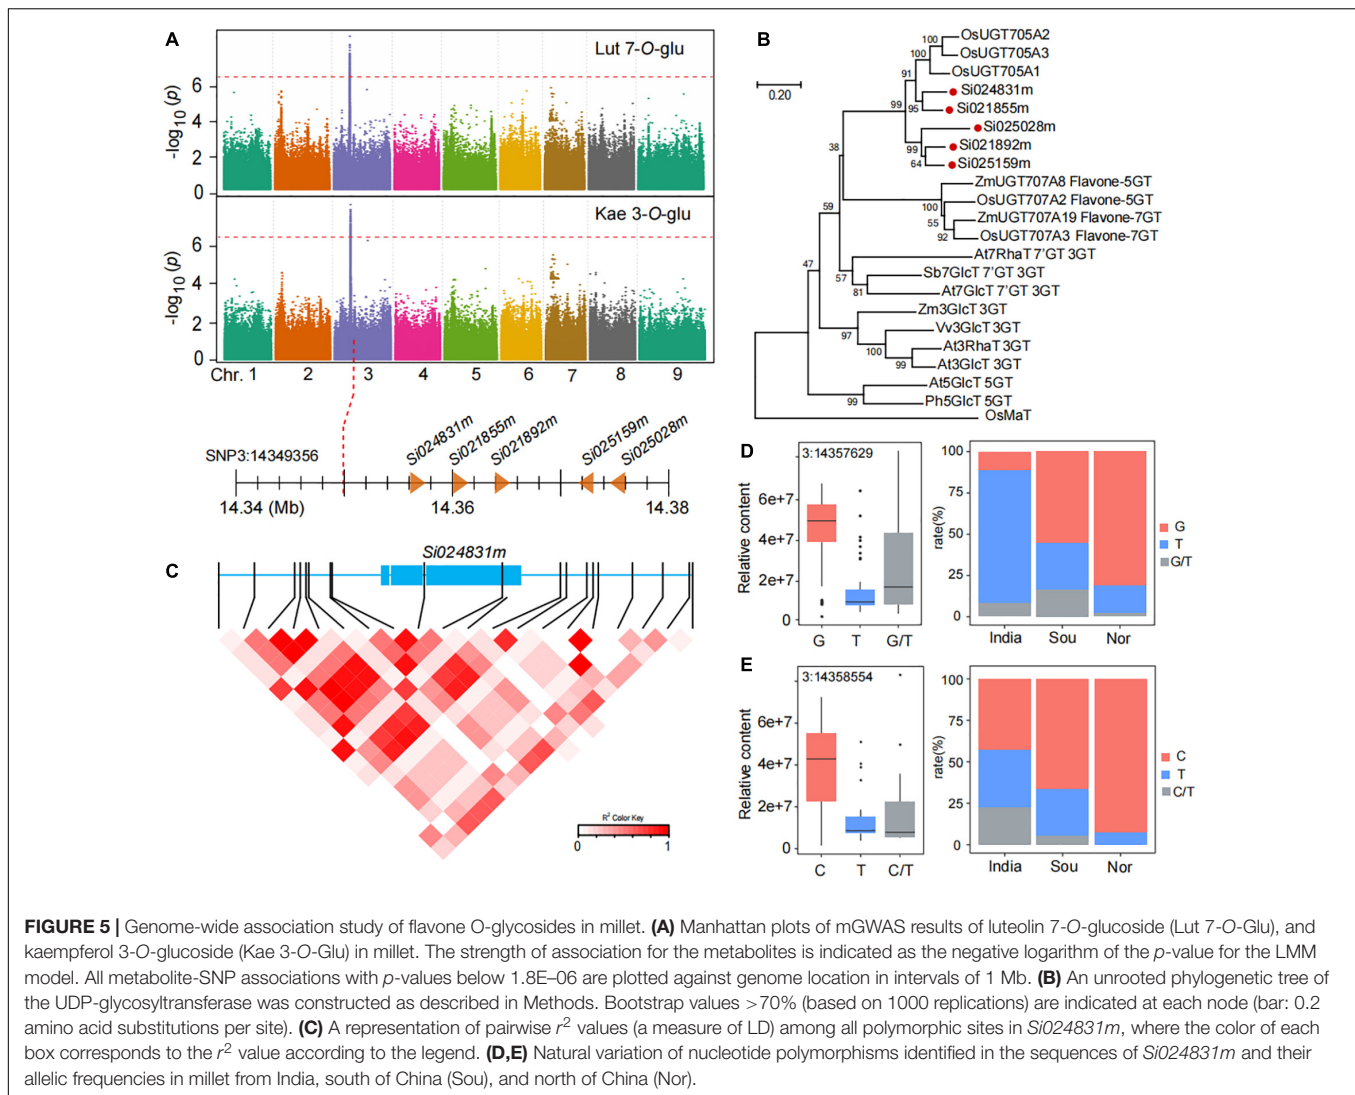 A
Lut 7-O-glu
6
4
2
0
-log10 (p)
Kae 3-O-glu
6
4
2
0
-log10 (p)
Chr. 1 2 3 4 5 6 7 8 9
SNP3:14349356
Si024831m
Si021855m
Si021892m
Si025159m
Si025028m
14.34 (Mb) 14.36 14.38
B
0.20
OsUGT705A2
OsUGT705A3
OsUGT705A1
Si024831m
Si021855m
Si025028m
Si021892m
Si025159m
ZmUGT707A8 Flavone-5GT
OsUGT707A2 Flavone-5GT
ZmUGT707A19 Flavone-7GT
OsUGT707A3 Flavone-7GT
At7RhaT 7'GT 3GT
Sb7GlcT 7'GT 3GT
At7GlcT 7'GT 3GT
Zm3GlcT 3GT
Vv3GlcT 3GT
At3RhaT 3GT
At3GlcT 3GT
At5GlcT 5GT
Ph5GlcT 5GT
OsMaT
100
100
91
99
95
99
64
38
100
55
92
59
57
81
47
97
100
99
99
C
Si024831m
R2 Color Key
0 1
D
3:14357629
Relative content
6e+7
4e+7
2e+7
0
G T G/T
rate(%)
100
75
50
25
0
India Sou Nor
G
T
G/T
E
3:14358554
Relative content
6e+7
4e+7
2e+7
0
C T C/T
rate(%)
100
75
50
25
0
India Sou Nor
C
T
C/T
FIGURE 5 | Genome-wide association study of flavone O-glycosides in millet. (A) Manhattan plots of mGWAS results of luteolin 7-O-glucoside (Lut 7-O-Glu), and
kaempferol 3-O-glucoside (Kae 3-O-Glu) in millet. The strength of association for the metabolites is indicated as the negative logarithm of the p-value for the LMM
model. All metabolite-SNP associations with p-values below 1.8E–06 are plotted against genome location in intervals of 1 Mb. (B) An unrooted phylogenetic tree of
the UDP-glycosyltransferase was constructed as described in Methods. Bootstrap values >70% (based on 1000 replications) are indicated at each node (bar: 0.2
amino acid substitutions per site). (C) A representation of pairwise r2 values (a measure of LD) among all polymorphic sites in Si024831m, where the color of each
box corresponds to the r2 value according to the legend. (D,E) Natural variation of nucleotide polymorphisms identified in the sequences of Si024831m and their
allelic frequencies in millet from India, south of China (Sou), and north of China (Nor).